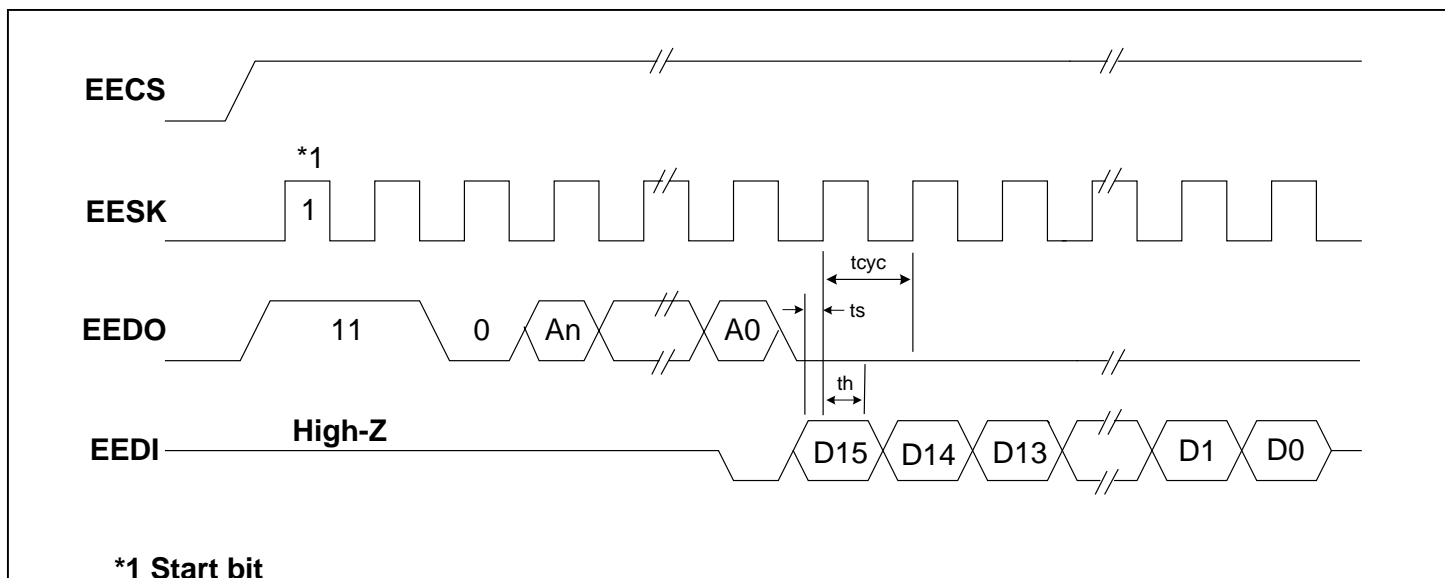 EECS
*1
EESK 1
tcyc
ts
EEDO 11 0 An A0
th
High-Z
EEDI D15 D14 D13 D1 D0
*1 Start bit